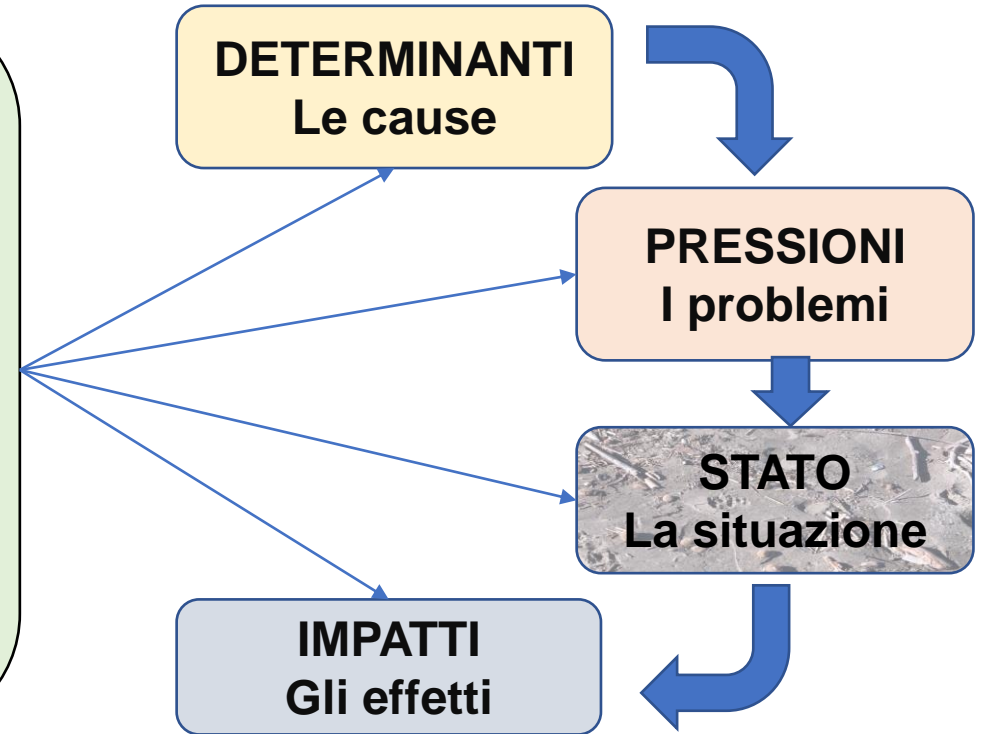 DETERMINANTI
Le cause
PRESSIONI
I problemi
STATO
La situazione
IMPATTI
Gli effetti